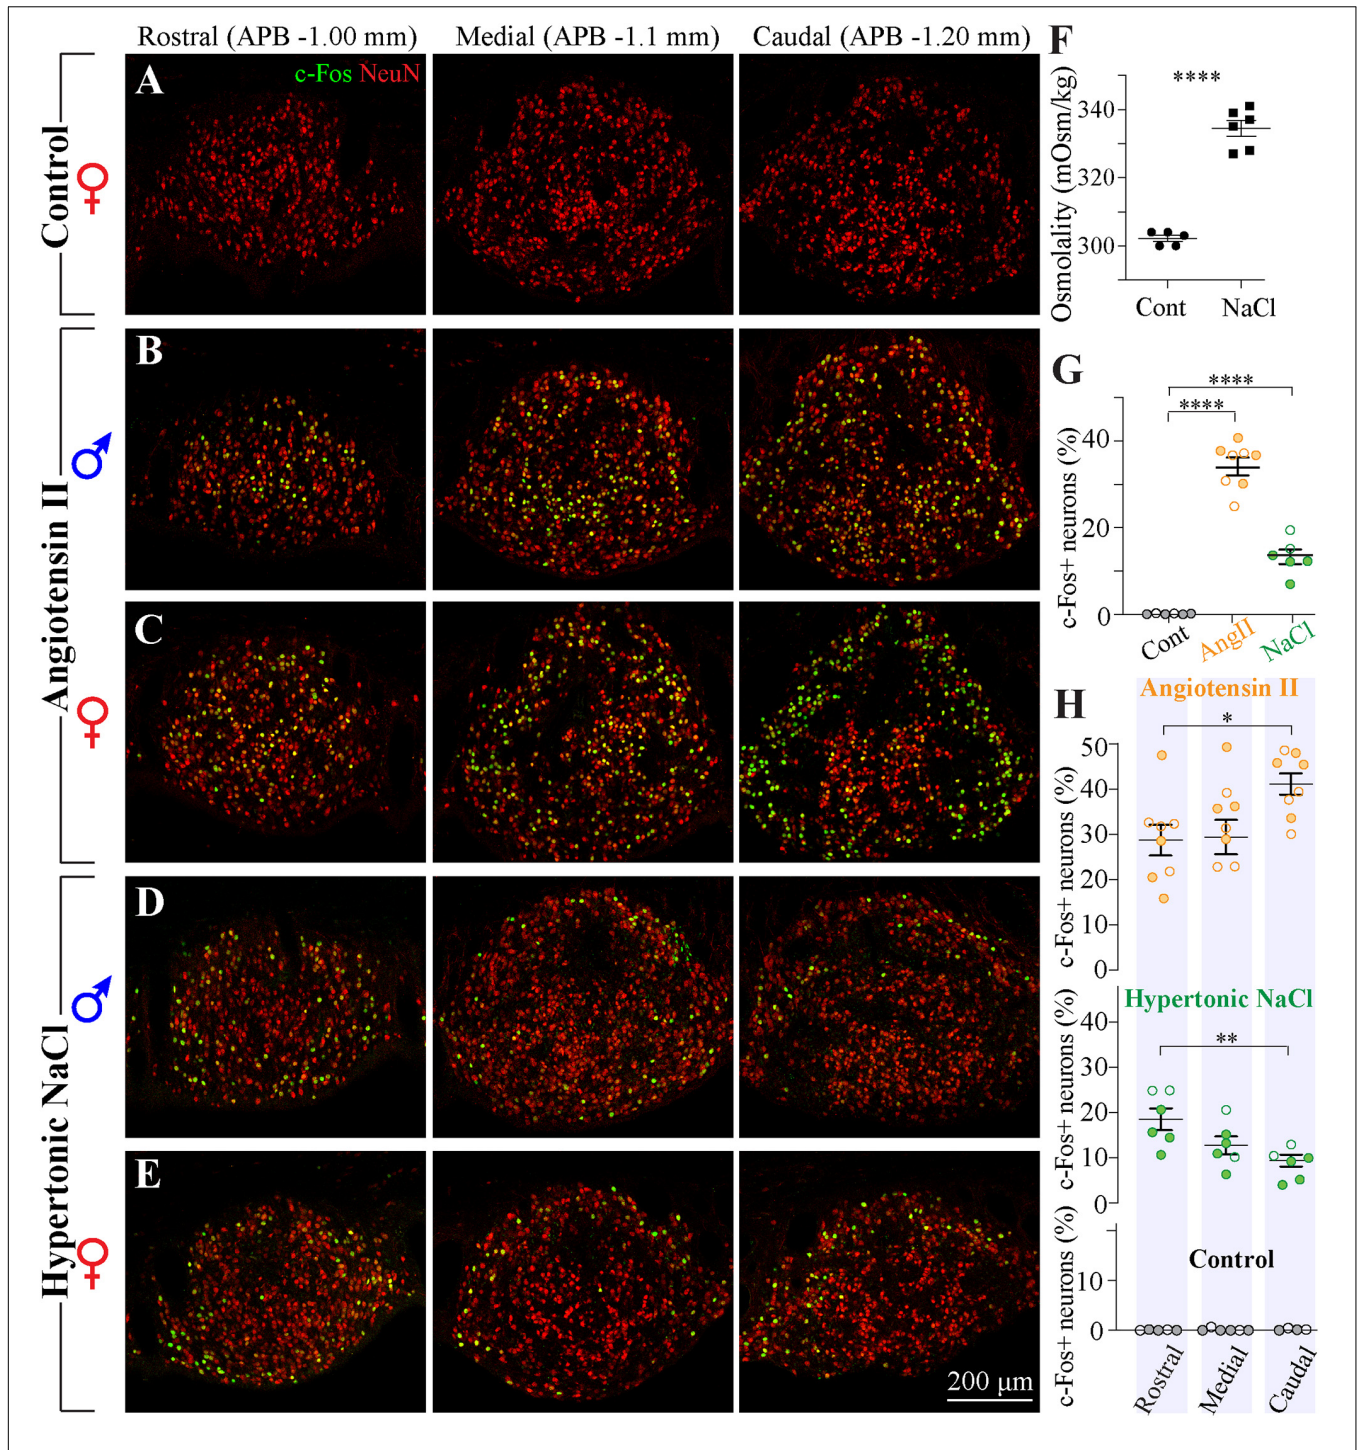 Rostral (APB -1.00 mm)
Medial (APB -1.1 mm)
Caudal (APB -1.20 mm)
Control
♀
A
c-Fos NeuN
Angiotensin II
♂
B
♀
C
Hypertonic NaCl
♂
D
♀
E
200 µm
F
Osmolality (mOsm/kg)
****
340
320
300
Cont
NaCl
G
c-Fos+ neurons (%)
****
****
40
20
0
Cont
AngII
NaCl
H
Angiotensin II
c-Fos+ neurons (%)
*
50
40
30
20
10
0
Hypertonic NaCl
c-Fos+ neurons (%)
**
40
30
20
10
0
Control
c-Fos+ neurons (%)
10
0
Rostral
Medial
Caudal